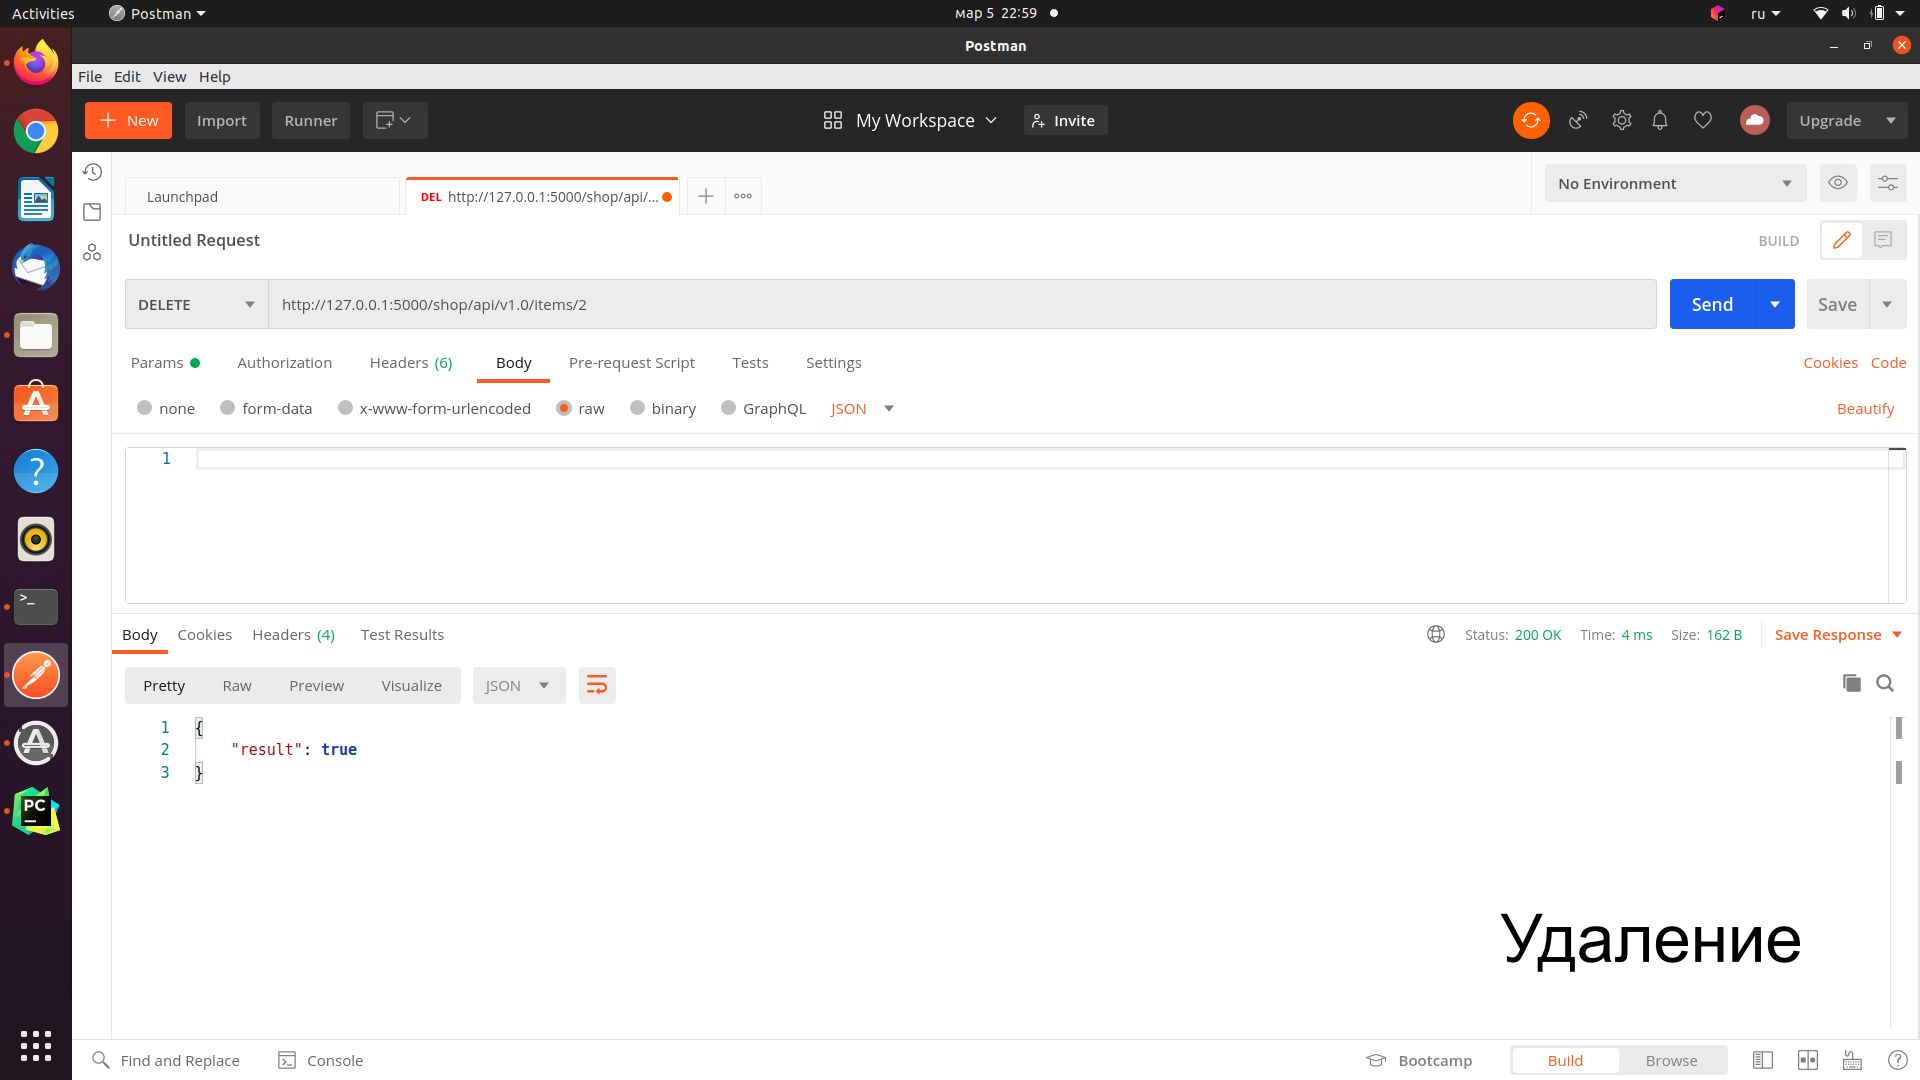 Activities Postman мар 5 22:59 ru
Postman
File Edit View Help
New Import Runner My Workspace Invite Upgrade
Launchpad DEL http://127.0.0.1:5000/shop/api/... No Environment
Untitled Request BUILD
DELETE http://127.0.0.1:5000/shop/api/v1.0/items/2 Send Save
Params Authorization Headers (6) Body Pre-request Script Tests Settings Cookies Code
none form-data x-www-form-urlencoded raw binary GraphQL JSON Beautify
1
Body Cookies Headers (4) Test Results Status: 200 OK Time: 4 ms Size: 162 B Save Response
Pretty Raw Preview Visualize JSON
1 {
2 "result": true
3 }
Удаление
Find and Replace Console Bootcamp Build Browse